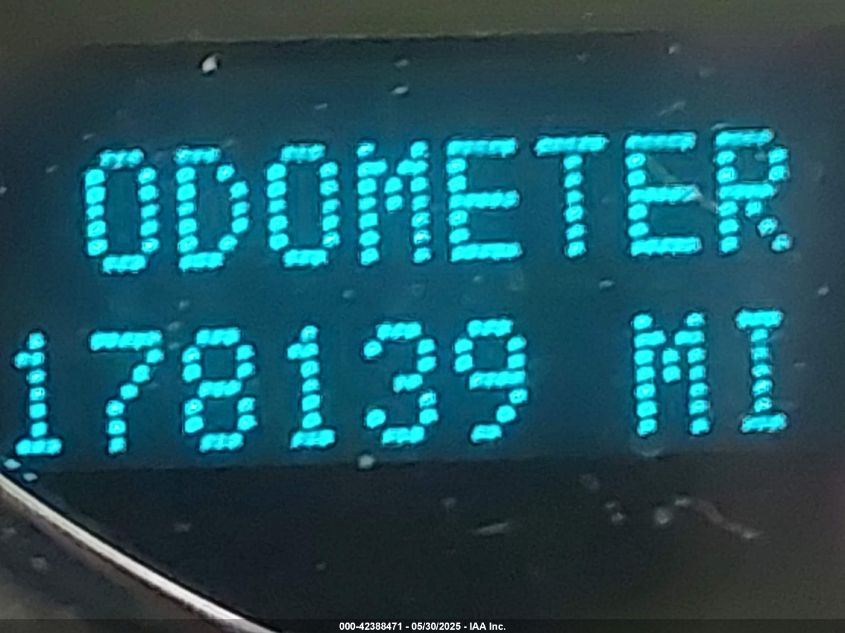 ODOMETER
178139 MI
000-42388471 - 05/30/2025 - IAA Inc.